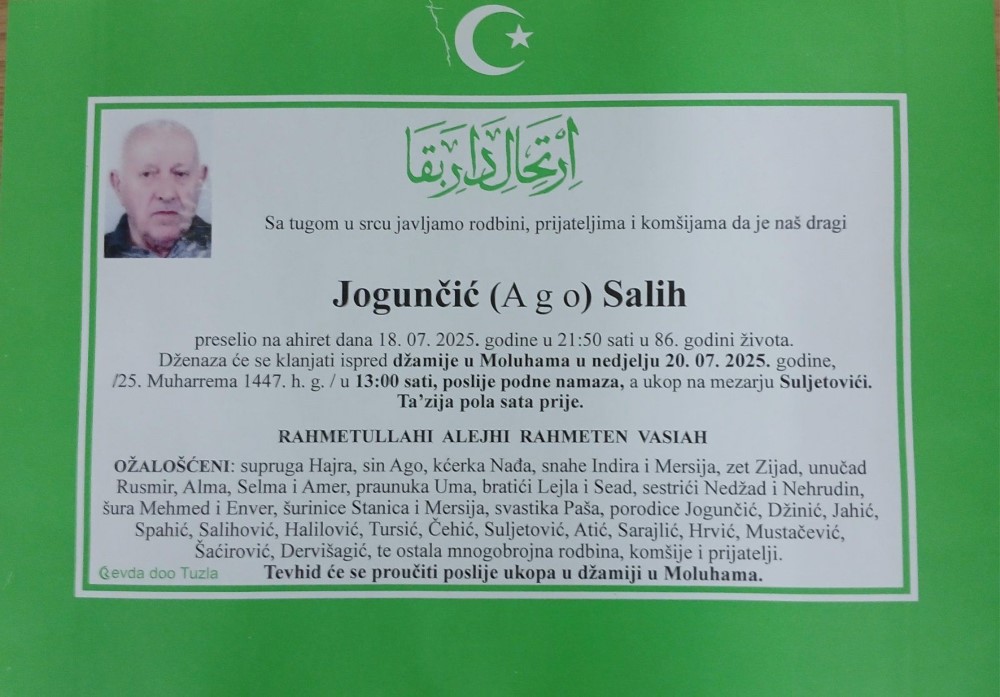 اِرْتِحَالِ دَارِ بَقَا
Sa tugom u srcu javljamo rodbini, prijateljima i komšijama da je naš dragi
Jogunčić (A g o) Salih
preselio na ahiret dana 18. 07. 2025. godine u 21:50 sati u 86. godini života.
Dženaza će se klanjati ispred džamije u Moluhama u nedjelju 20. 07. 2025. godine,
/25. Muharrema 1447. h. g. / u 13:00 sati, poslije podne namaza, a ukop na mezarju Suljetovići.
Ta’zija pola sata prije.
RAHMETULLAHI ALEJHI RAHMETEN VASIAH
OŽALOŠĆENI: supruga Hajra, sin Ago, kćerka Nađa, snahe Indira i Mersija, zet Zijad, unučad
Rusmir, Alma, Selma i Amer, praunuka Uma, bratići Lejla i Sead, sestrići Nedžad i Nehrudin,
šura Mehmed i Enver, šurinice Stanica i Mersija, svastika Paša, porodice Jogunčić, Džinić, Jahić,
Spahić, Salihović, Halilović, Tursić, Čehić, Suljetović, Atić, Sarajlić, Hrvić, Mustačević,
Šaćirović, Dervišagić, te ostala mnogobrojna rodbina, komšije i prijatelji.
Tevhid će se proučiti poslije ukopa u džamiji u Moluhama.
Revda doo Tuzla